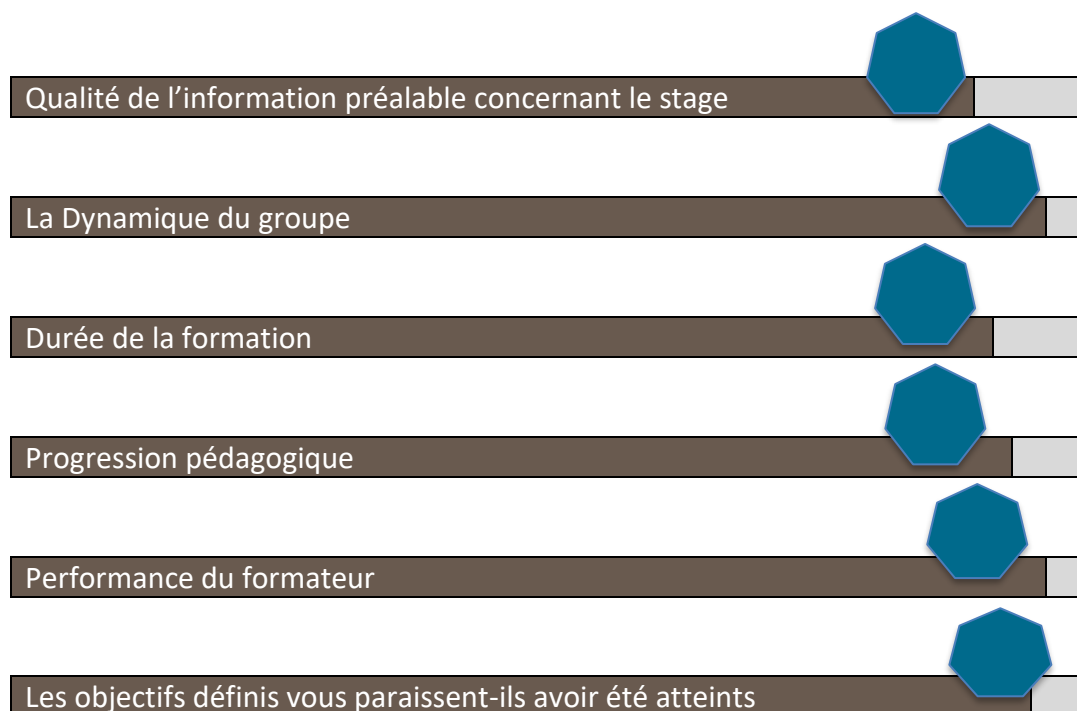 Qualité de l’information préalable concernant le stage
La Dynamique du groupe
Durée de la formation
Progression pédagogique
Performance du formateur
Les objectifs définis vous paraissent-ils avoir été atteints